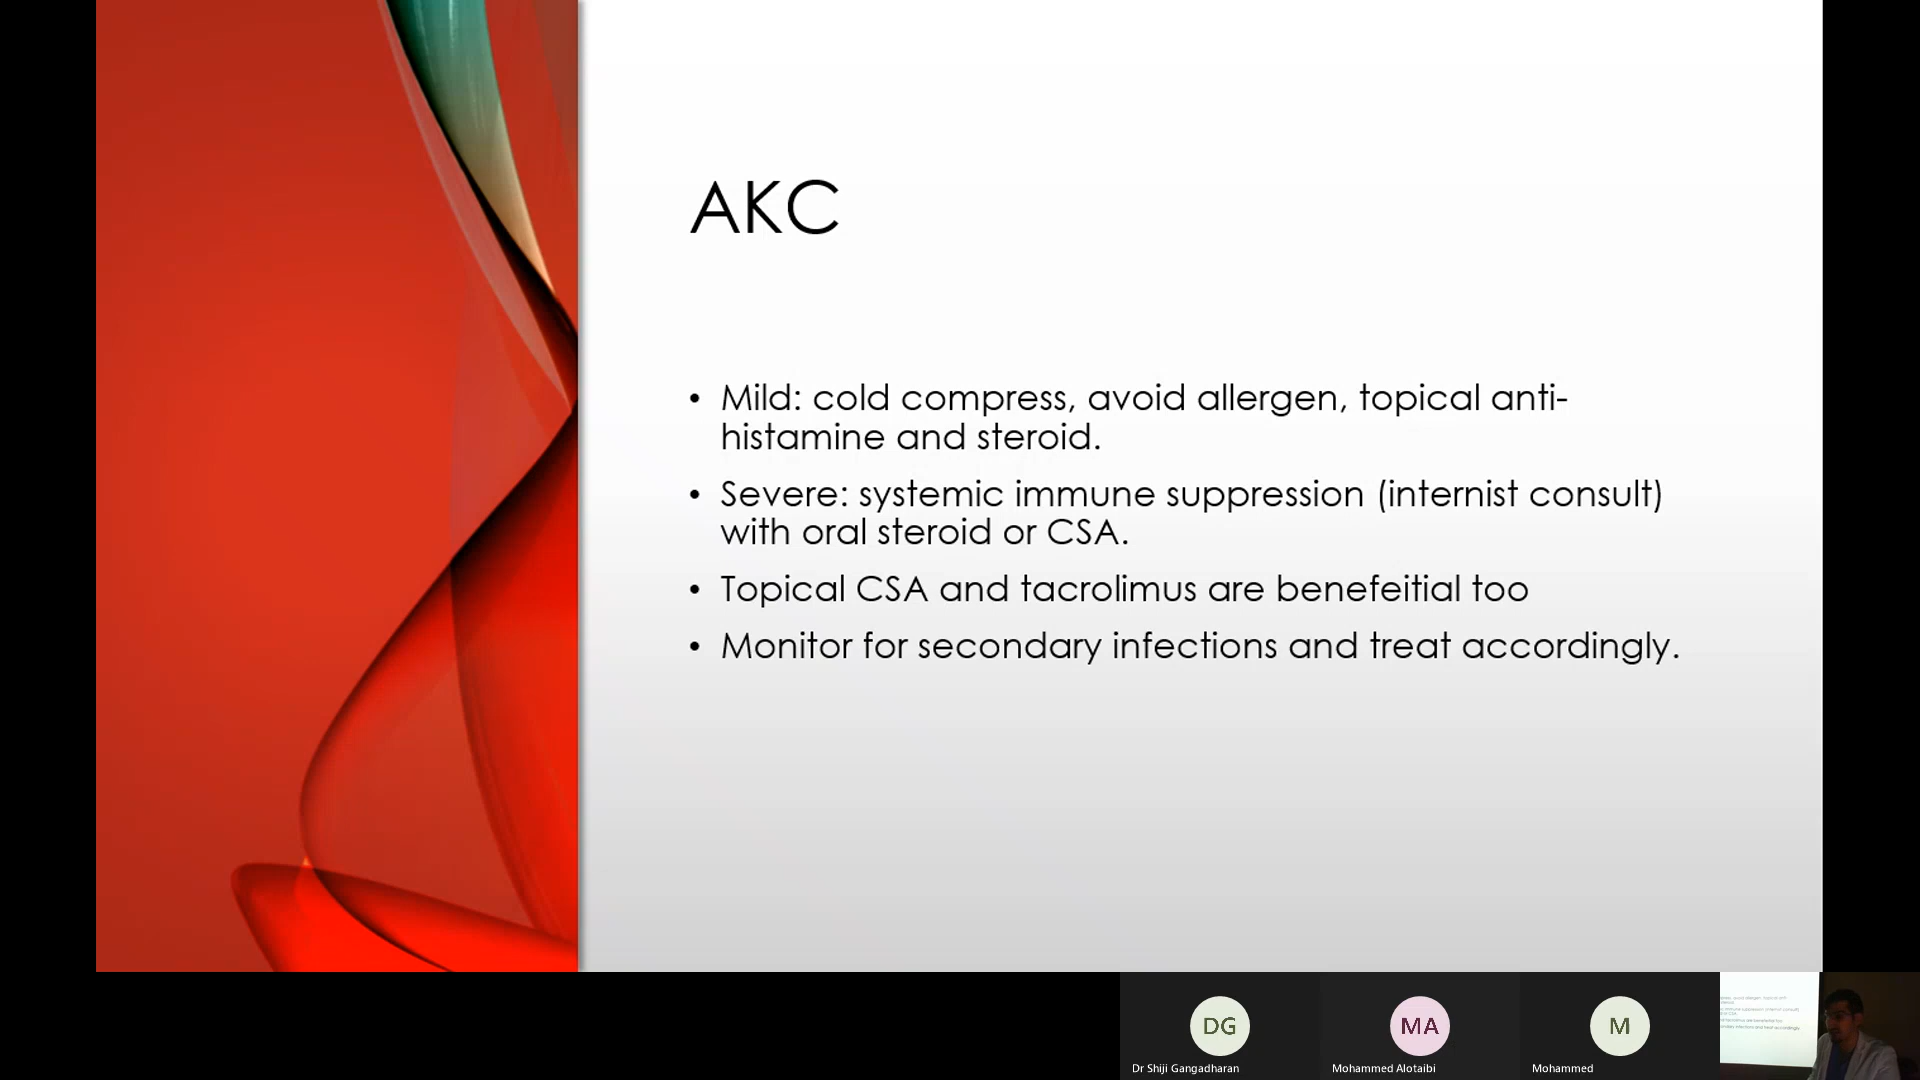 AKC
• Mild: cold compress, avoid allergen, topical anti-
histamine and steroid.
• Severe: systemic immune suppression (internist consult)
with oral steroid or CSA.
• Topical CSA and tacrolimus are benefeitial too
• Monitor for secondary infections and treat accordingly.
DG
MA
M
Dr Shiji Gangadharan
Mohammed Alotaibi
Mohammed